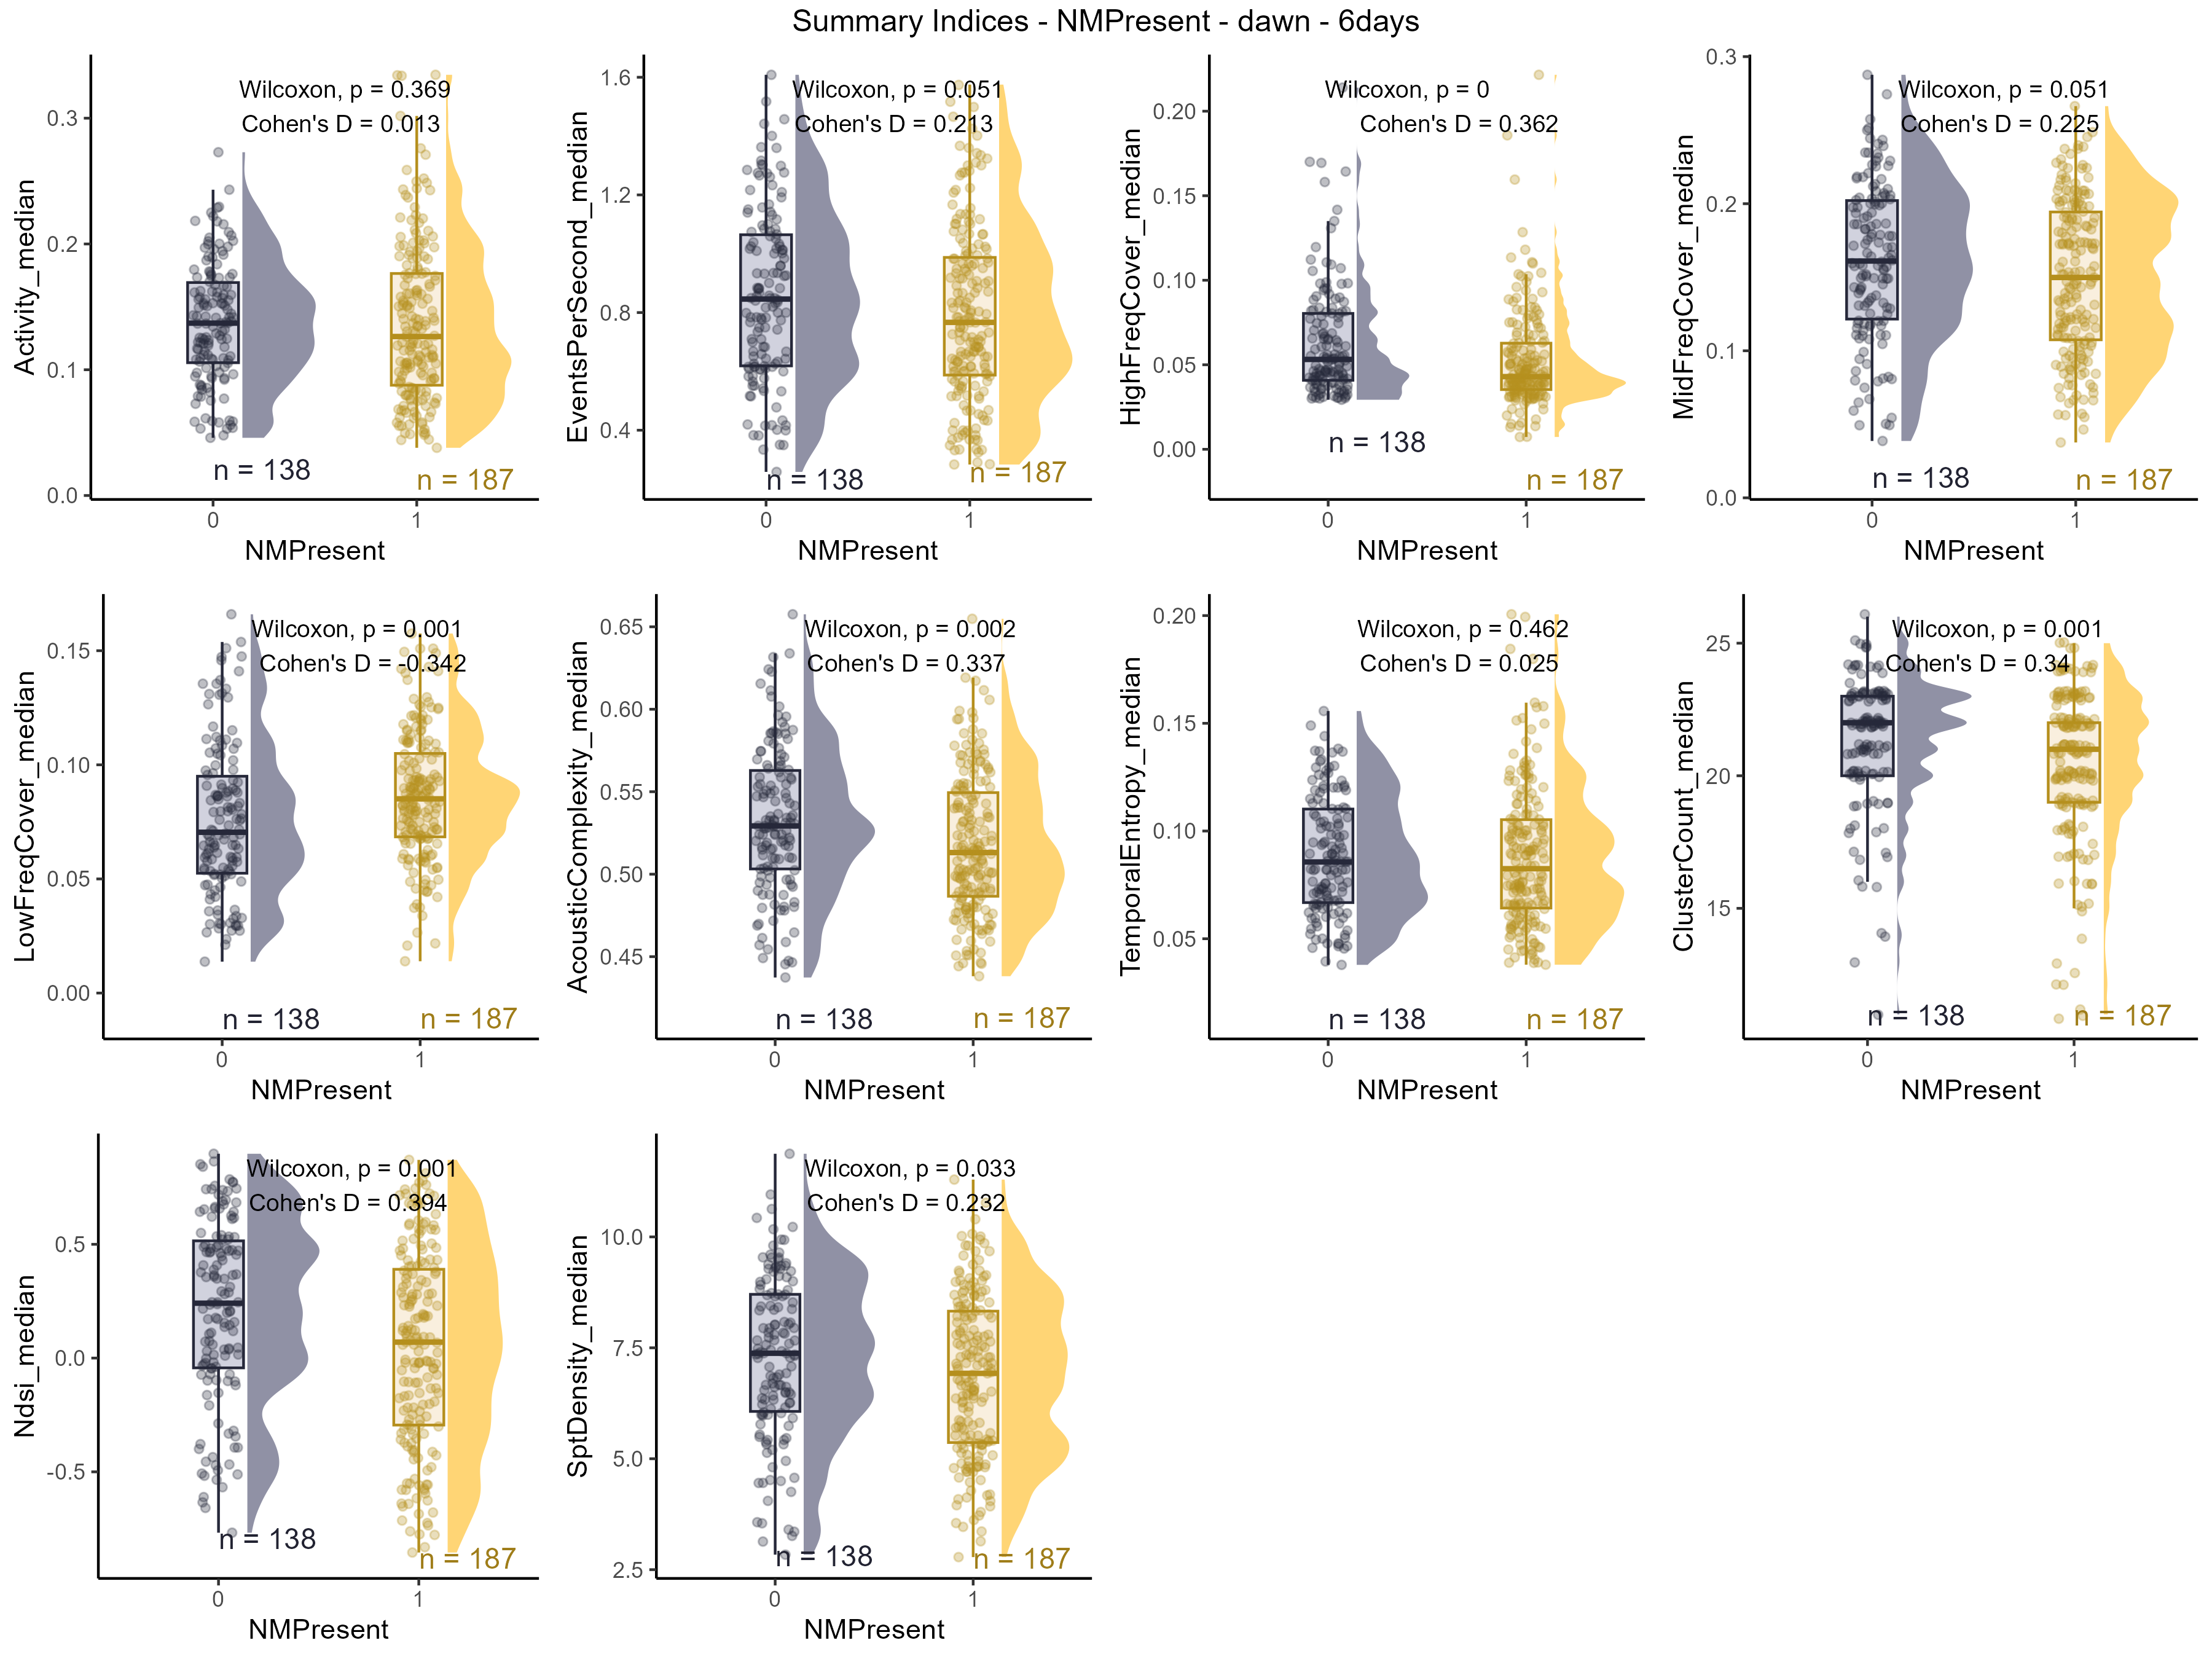 Summary Indices - NMPresent - dawn - 6days
Activity_median
0.3
0.2
0.1
0.0
Wilcoxon, p = 0.369
Cohen's D = 0.013
n = 138
n = 187
0
1
NMPresent
EventsPerSecond_median
1.6
1.2
0.8
0.4
Wilcoxon, p = 0.051
Cohen's D = 0.213
n = 138
n = 187
0
1
NMPresent
HighFreqCover_median
0.20
0.15
0.10
0.05
0.00
Wilcoxon, p = 0
Cohen's D = 0.362
n = 138
n = 187
0
1
NMPresent
MidFreqCover_median
0.3
0.2
0.1
0.0
Wilcoxon, p = 0.051
Cohen's D = 0.225
n = 138
n = 187
0
1
NMPresent
LowFreqCover_median
0.15
0.10
0.05
0.00
Wilcoxon, p = 0.001
Cohen's D = -0.342
n = 138
n = 187
0
1
NMPresent
AcousticComplexity_median
0.65
0.60
0.55
0.50
0.45
Wilcoxon, p = 0.002
Cohen's D = 0.337
n = 138
n = 187
0
1
NMPresent
TemporalEntropy_median
0.20
0.15
0.10
0.05
Wilcoxon, p = 0.462
Cohen's D = 0.025
n = 138
n = 187
0
1
NMPresent
ClusterCount_median
25
20
15
Wilcoxon, p = 0.001
Cohen's D = 0.34
n = 138
n = 187
0
1
NMPresent
Ndsi_median
0.5
0.0
-0.5
Wilcoxon, p = 0.001
Cohen's D = 0.394
n = 138
n = 187
0
1
NMPresent
SptDensity_median
10.0
7.5
5.0
2.5
Wilcoxon, p = 0.033
Cohen's D = 0.232
n = 138
n = 187
0
1
NMPresent